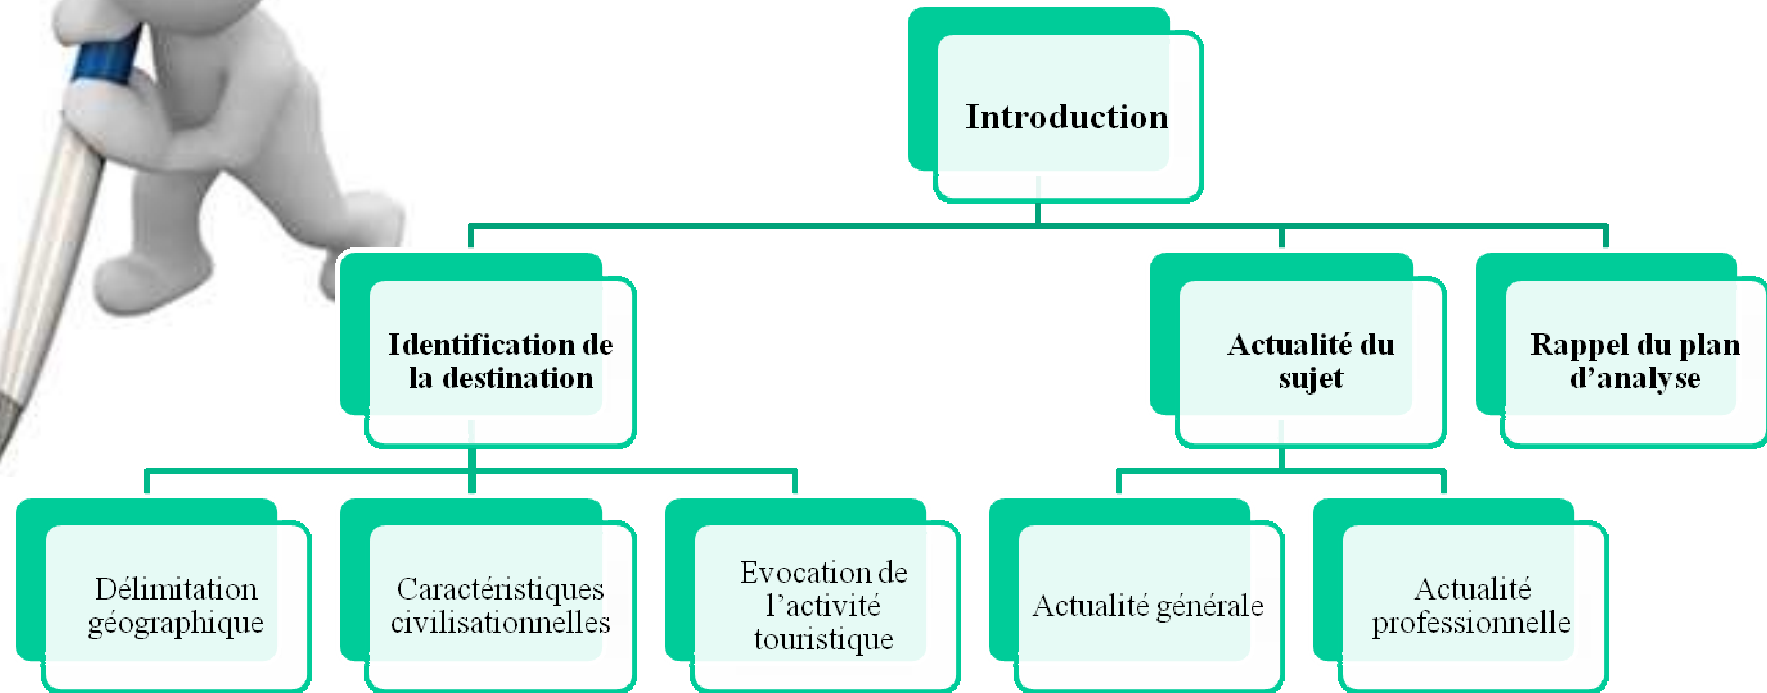 Introduction
Identification de
la destination
Actualité du
sujet
Rappel du plan
d’analyse
Délimitation
géographique
Caractéristiques
civilisationnelles
Evocation de
l’activité
touristique
Actualité générale
Actualité
professionnelle